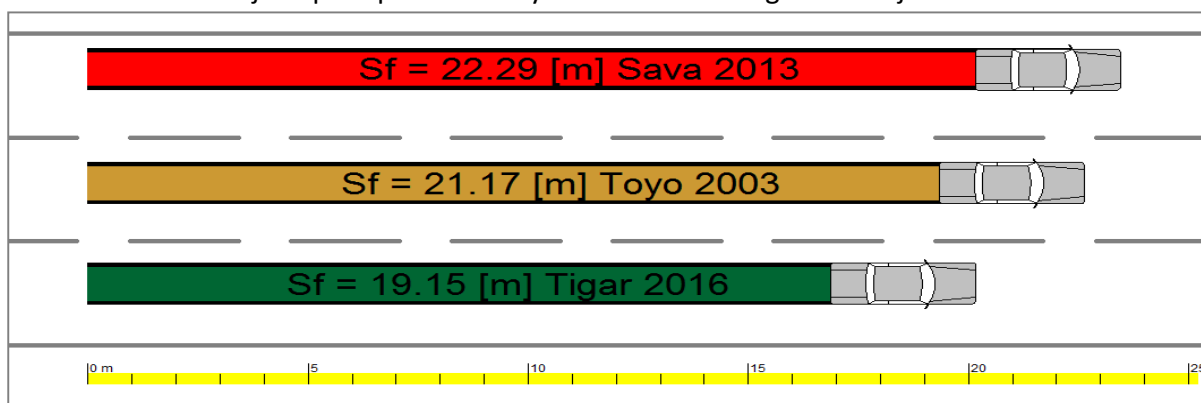 Sf = 22.29 [m] Sava 2013
Sf = 21.17 [m] Toyo 2003
Sf = 19.15 [m] Tigar 2016
0 m 5 10 15 20 25